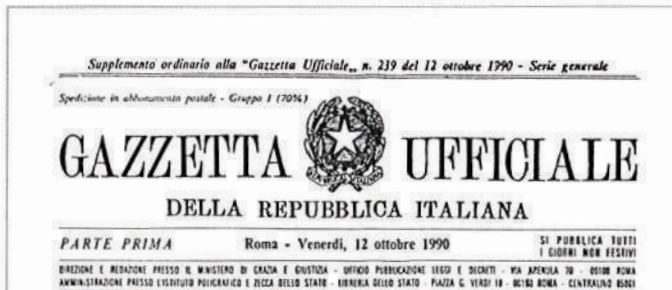 Supplemento ordinario alla "Gazzetta Ufficiale„ n. 239 del 12 ottobre 1990 - Serie generale
Spedizione in abbonamento postale - Gruppo I (70%)
GAZZETTA UFFICIALE
DELLA REPUBBLICA ITALIANA
PARTE PRIMA Roma - Venerdì, 12 ottobre 1990 SI PUBBLICA TUTTI
I GIORNI NON FESTIVI
DIREZIONE E REDAZIONE PRESSO IL MINISTERO DI GRAZIA E GIUSTIZIA - UFFICIO PUBBLICAZIONE LEGGI E DECRETI - VIA ARENULA 70 - 00100 ROMA
AMMINISTRAZIONE PRESSO L'ISTITUTO POLIGRAFICO E ZECCA DELLO STATO - LIBRERIA DELLO STATO - PIAZZA G. VERDI 10 - 00100 ROMA - CENTRALINO 85081